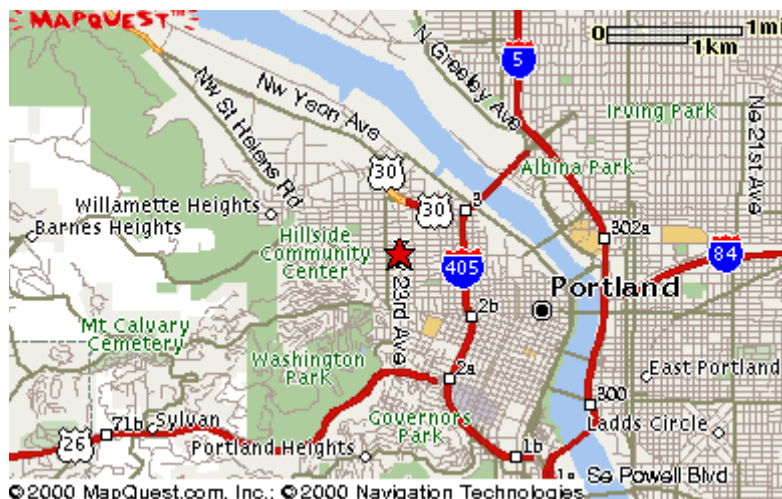 MAPQUEST™
0 1mi
1km
N Greeley Ave
5
Nw Yeon Ave
Irving Park
Ne 21st Ave
Nw St Helens Rd
Albina Park
30
30
3
Willamette Heights
Barnes Heights
Hillside
Community
Center
302a
405
84
23rd Ave
Portland
2b
Mt Calvary
Cemetery
Washington
Park
2a
East Portland
300
71b
Sylvan
Governors
Park
Ladds Circle
26
Portland Heights
1b
Se Powell Blvd
©2000 MapQuest.com, Inc.; ©2000 Navigation Technologies